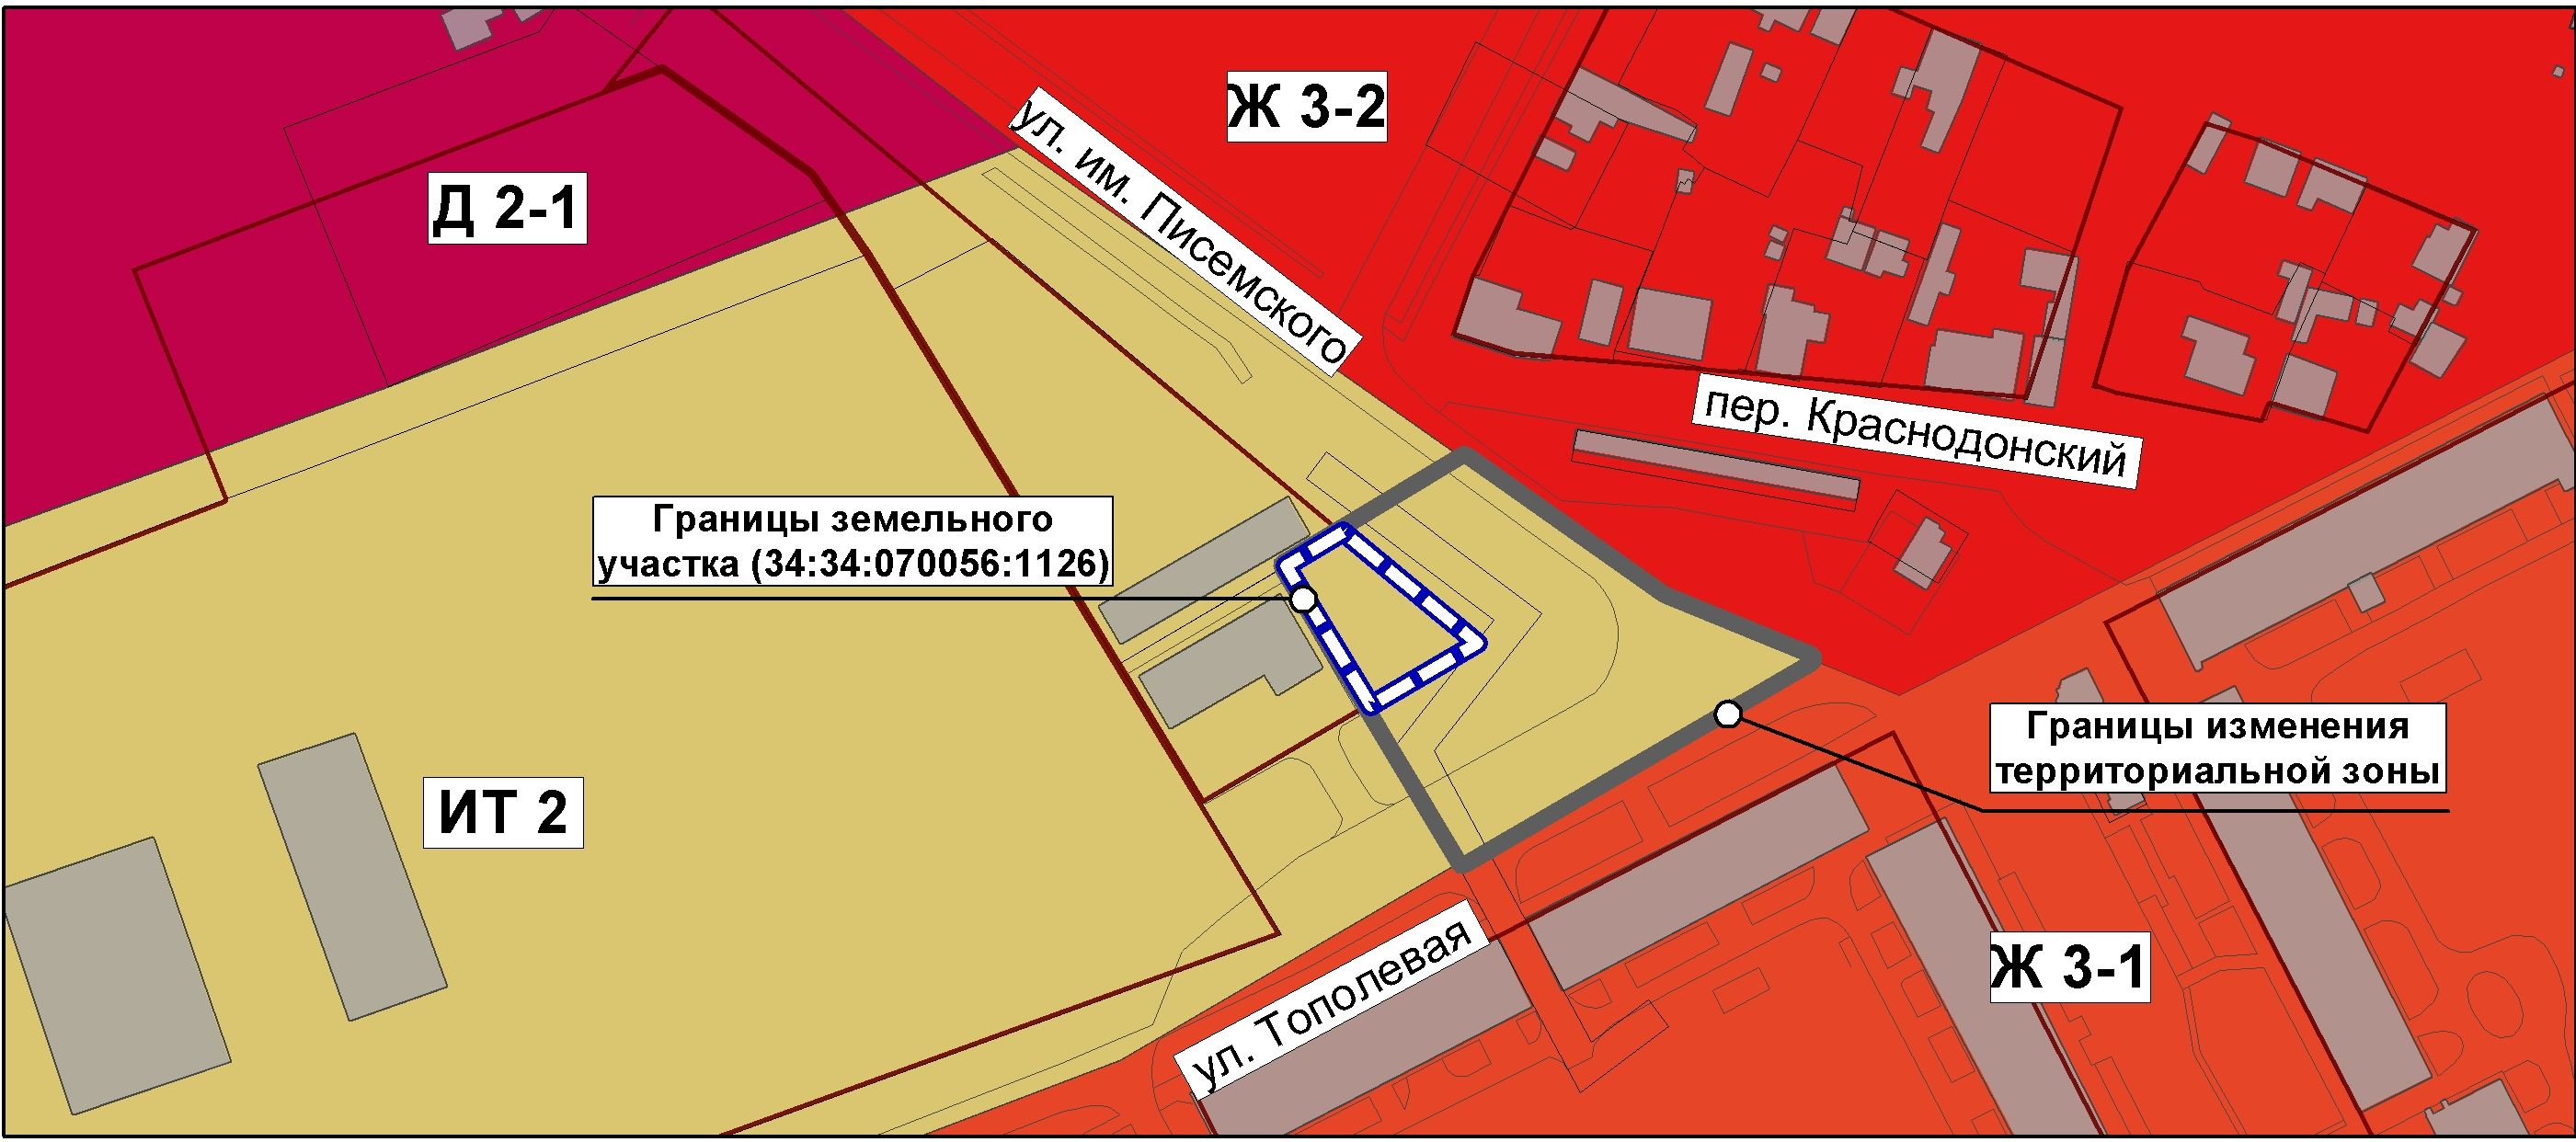 Ж 3-2
ул. им. Писемского
Д 2-1
пер. Краснодонский
Границы земельного
участка (34:34:070056:1126)
Границы изменения
территориальной зоны
ИТ 2
ул. Тополевая
Ж 3-1